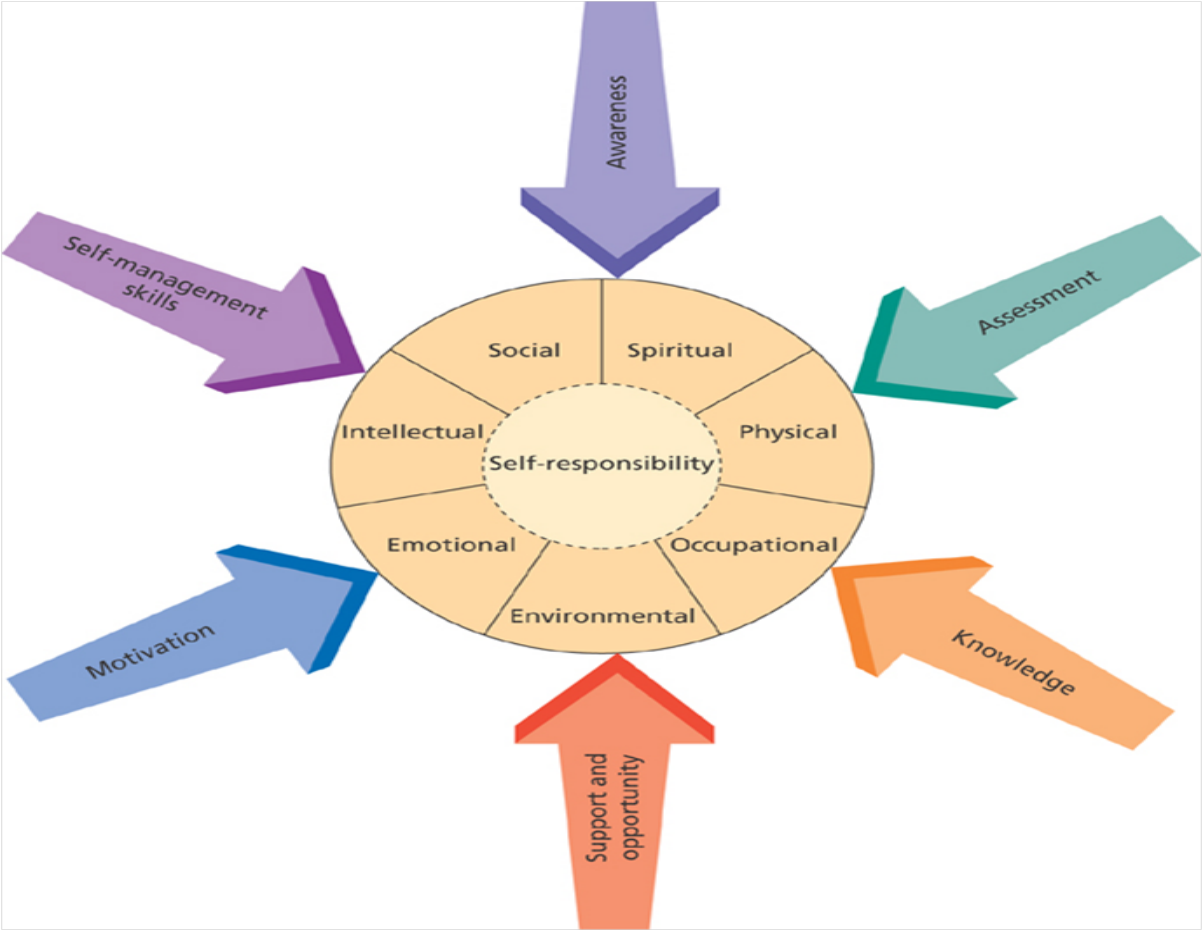 Awareness
Self-management
skills
Assessment
Social
Spiritual
Intellectual
Physical
Self-responsibility
Emotional
Occupational
Environmental
Motivation
Knowledge
Support and
opportunity